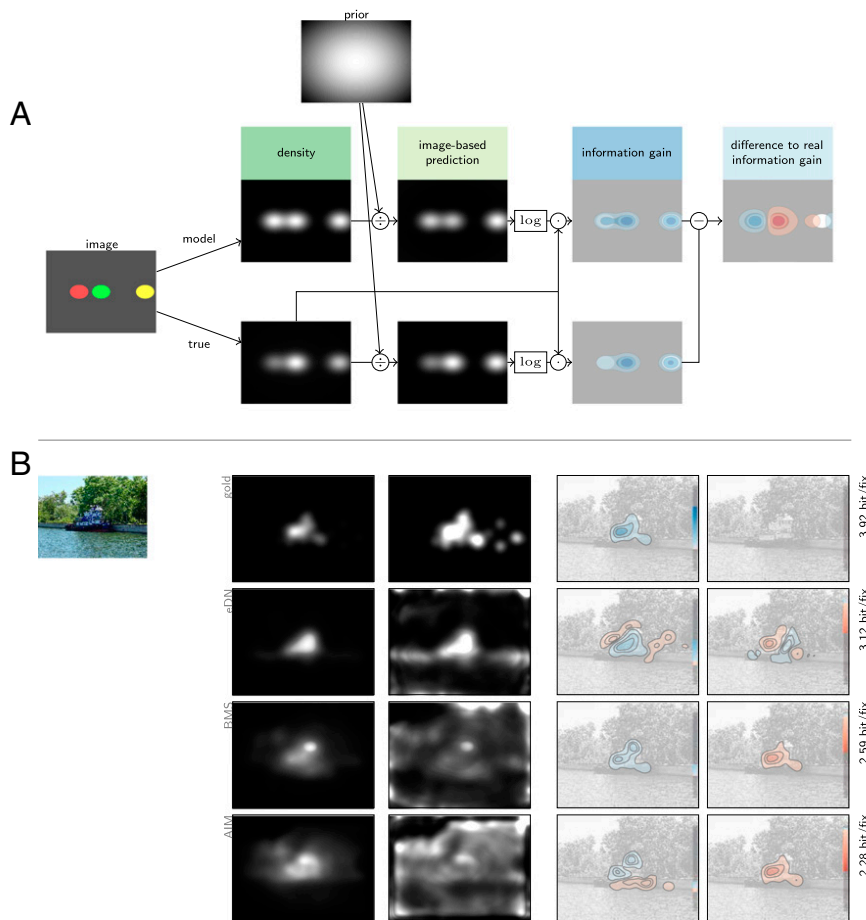 prior
A
density
image-based
prediction
information gain
difference to real
information gain
÷
log
·
−
image
model
true
÷
log
·
B
gold
3.92 bit/fix
eDN
3.12 bit/fix
BMS
2.59 bit/fix
AIM
2.28 bit/fix